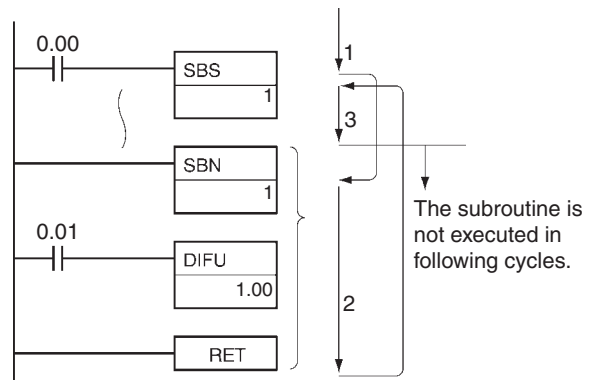 0.00
SBS
1
1
3
SBN
1
The subroutine is
not executed in
following cycles.
0.01
DIFU
1.00
2
RET